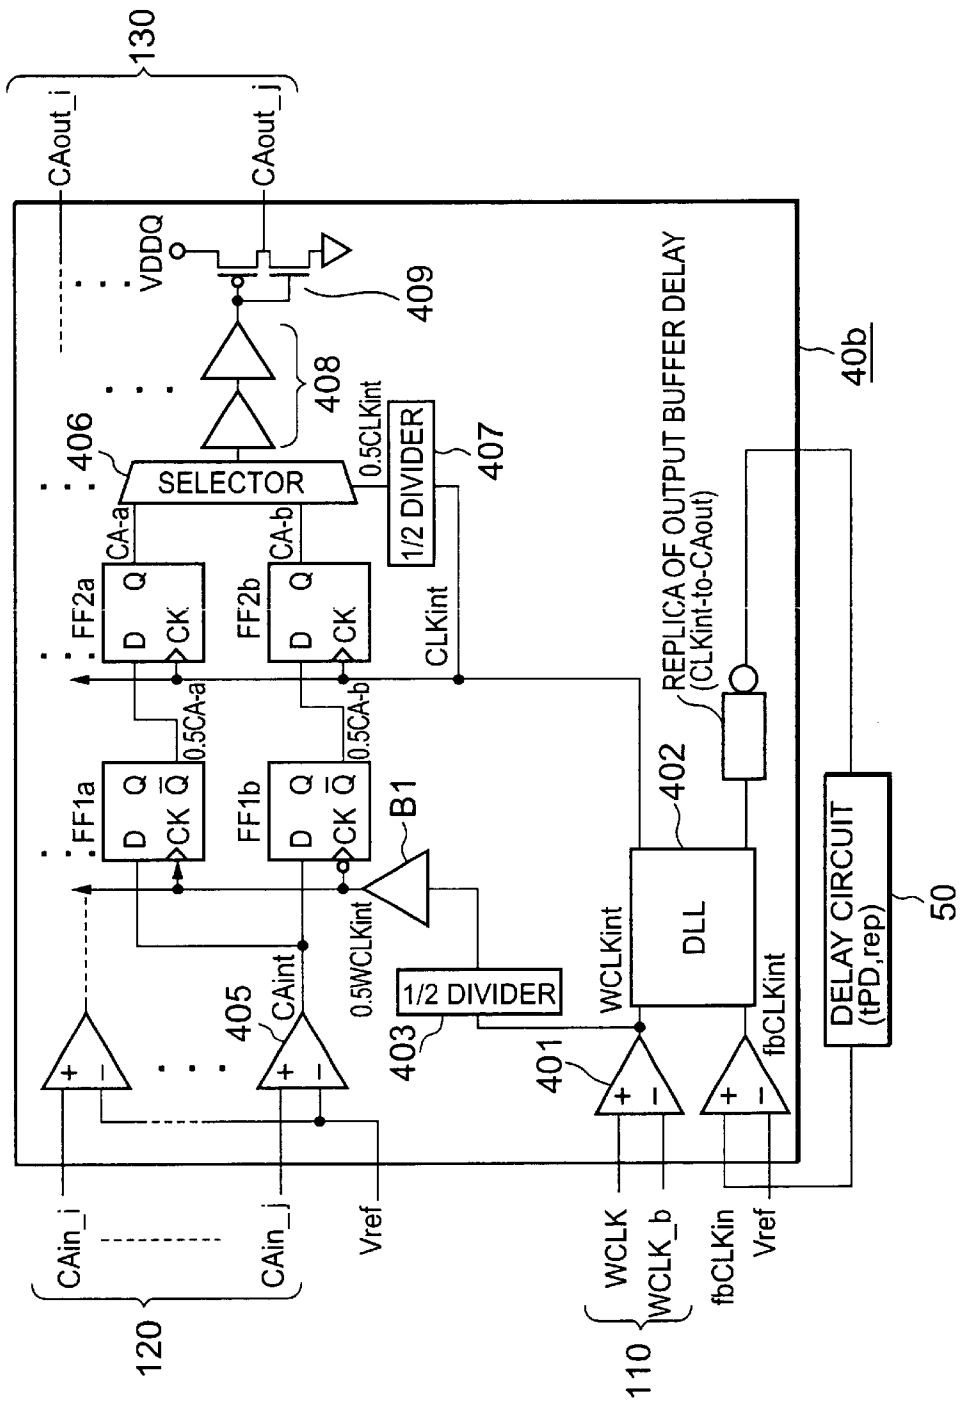 130
CAout_i
CAout_j
VDDQ
409
408
406
SELECTOR
0.5CLKint
1/2 DIVIDER
407
CA-a
CA-b
FF2a
D
Q
CK
FF2b
D
Q
CK
CLKint
0.5CA-a
0.5CA-b
FF1a
D
Q
CK
Q̅
FF1b
D
Q
CK
Q̅
B1
0.5WCLKint
1/2 DIVIDER
403
CAint
405
+
−
+
−
CAin_i
CAin_j
Vref
120
REPLICA OF OUTPUT BUFFER DELAY
(CLKint-to-CAout)
40b
402
DLL
WCLKint
fbCLKint
401
+
−
+
−
WCLK
WCLK_b
110
fbCLKin
Vref
DELAY CIRCUIT
(tPD,rep)
50